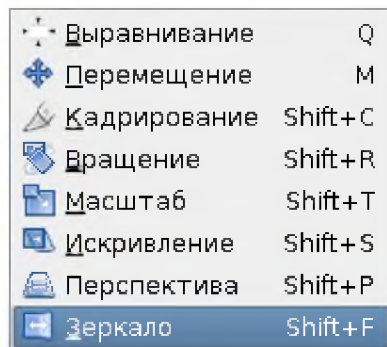 Выравнивание Q
Перемещение M
Кадрирование Shift+C
Вращение Shift+R
Масштаб Shift+T
Искривление Shift+S
Перспектива Shift+P
Зеркало Shift+F